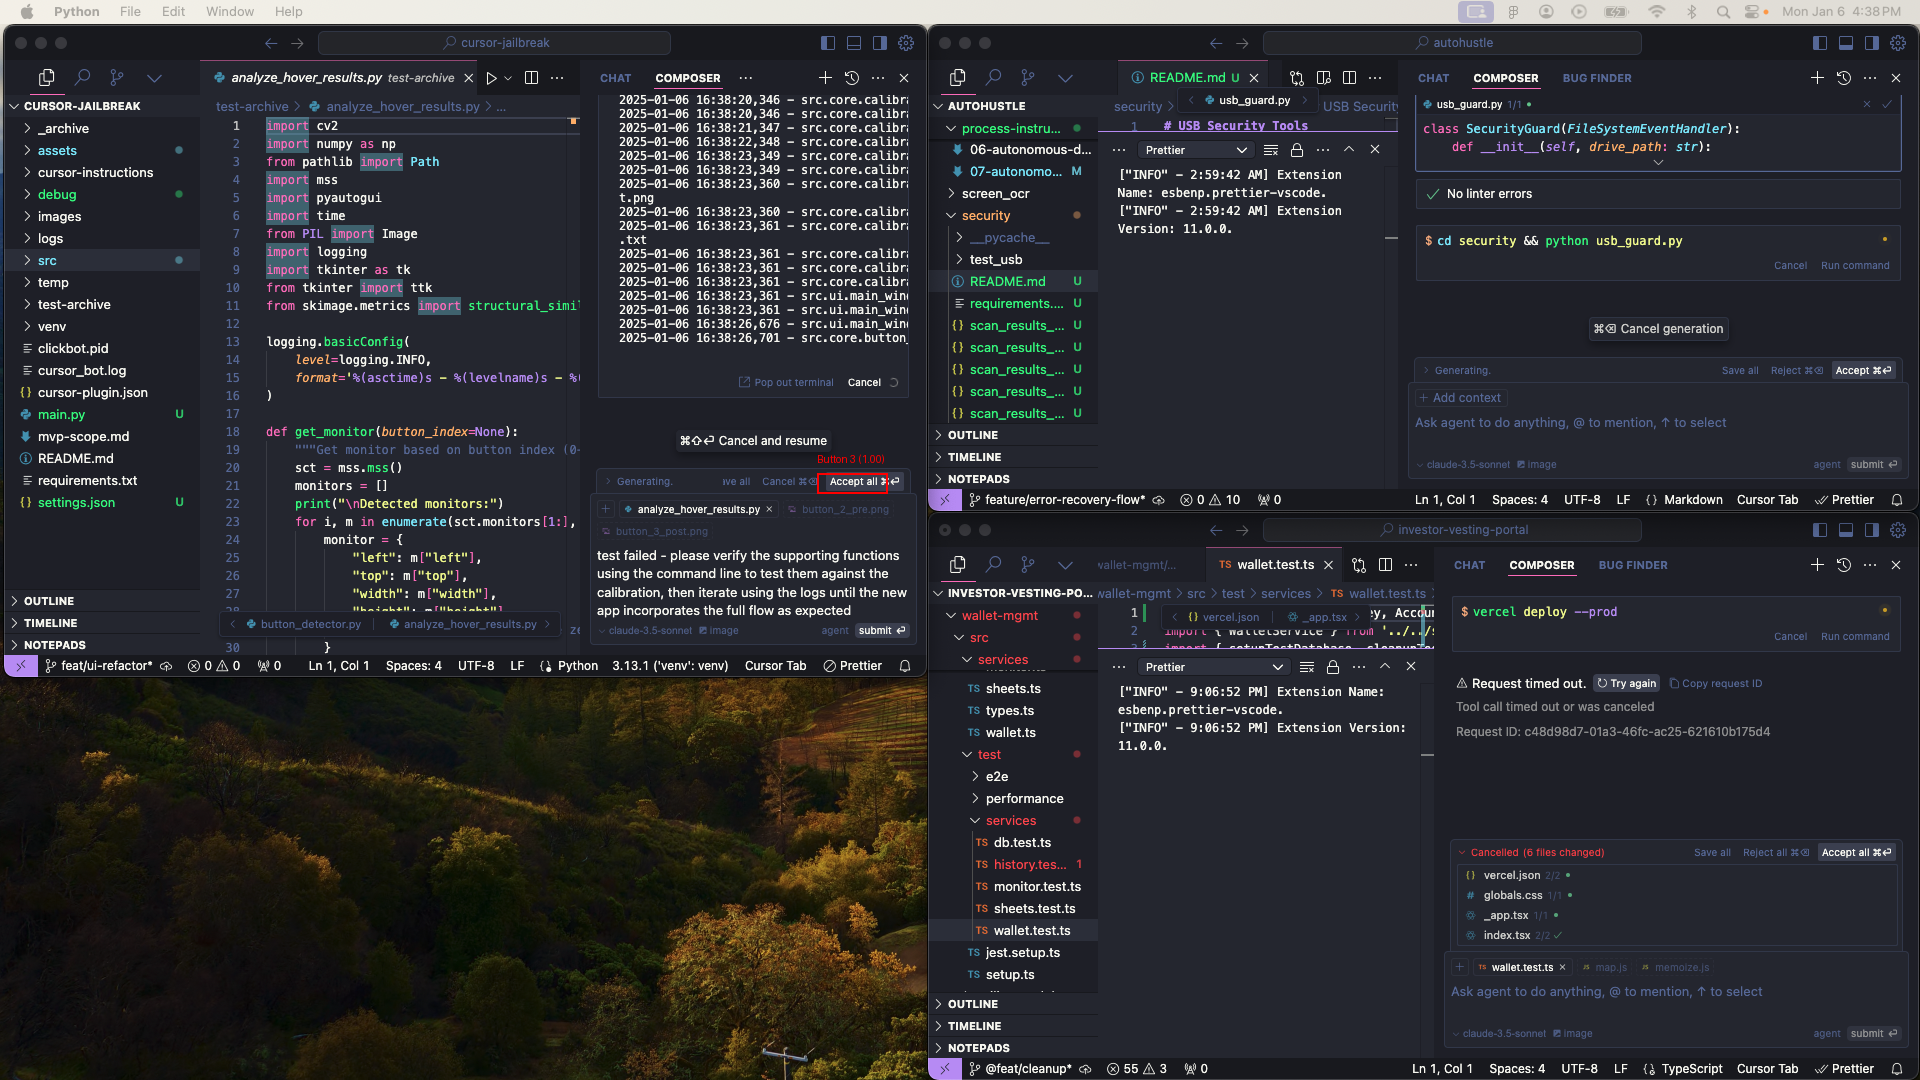 Python File Edit Window Help
Mon Jan 6 4:38 PM
cursor-jailbreak
analyze_hover_results.py test-archive
CHAT COMPOSER
CURSOR-JAILBREAK
_archive
assets
cursor-instructions
debug
images
logs
src
temp
test-archive
venv
clickbot.pid
cursor_bot.log
cursor-plugin.json
main.py U
mvp-scope.md
README.md
requirements.txt
settings.json U
OUTLINE
TIMELINE
NOTEPADS
test-archive > analyze_hover_results.py > ...
1 import cv2
2 import numpy as np
3 from pathlib import Path
4 import mss
5 import pyautogui
6 import time
7 from PIL import Image
8 import logging
9 import tkinter as tk
10 from tkinter import ttk
11 from skimage.metrics import structural_simil
12
13 logging.basicConfig(
14 level=logging.INFO,
15 format='%(asctime)s - %(levelname)s - %(
16 )
17
18 def get_monitor(button_index=None):
19 """Get monitor based on button index (0-
20 sct = mss.mss()
21 monitors = []
22 print("\nDetected monitors:")
23 for i, m in enumerate(sct.monitors[1:],
24 monitor = {
25 "left": m["left"],
26 "top": m["top"],
27 "width": m["width"],
28 "height": m["height"]
button_detector.py analyze_hover_results.py
30 }
2025-01-06 16:38:20,346 - src.core.calibra
2025-01-06 16:38:20,346 - src.core.calibra
2025-01-06 16:38:21,347 - src.core.calibra
2025-01-06 16:38:22,348 - src.core.calibra
2025-01-06 16:38:23,349 - src.core.calibra
2025-01-06 16:38:23,349 - src.core.calibra
2025-01-06 16:38:23,360 - src.core.calibra
t.png
2025-01-06 16:38:23,360 - src.core.calibra
2025-01-06 16:38:23,361 - src.core.calibra
.txt
2025-01-06 16:38:23,361 - src.core.calibra
2025-01-06 16:38:23,361 - src.core.calibra
2025-01-06 16:38:23,361 - src.core.calibra
2025-01-06 16:38:23,361 - src.ui.main_wind
2025-01-06 16:38:23,361 - src.ui.main_wind
2025-01-06 16:38:26,676 - src.ui.main_wind
2025-01-06 16:38:26,701 - src.core.button_
Pop out terminal Cancel
⌘⇧⏎ Cancel and resume
Button 3 (1.00)
Generating. ve all Cancel ⌘⌫ Accept all ⌘⏎
+ analyze_hover_results.py × button_2_pre.png
button_3_post.png
test failed - please verify the supporting functions
using the command line to test them against the
calibration, then iterate using the logs until the new
app incorporates the full flow as expected
claude-3.5-sonnet image agent submit ⏎
feat/ui-refactor* 0 0 0 Ln 1, Col 1 Spaces: 4 UTF-8 LF Python 3.13.1 ('venv': venv) Cursor Tab Prettier
autohustle
README.md U
CHAT COMPOSER BUG FINDER
AUTOHUSTLE
process-instru...
06-autonomous-d...
07-autonomo... M
screen_ocr
security
__pycache__
test_usb
README.md U
requirements.... U
scan_results_... U
scan_results_... U
scan_results_... U
scan_results_... U
scan_results_... U
OUTLINE
TIMELINE
NOTEPADS
security > usb_guard.py USB Security
1 # USB Security Tools
Prettier
["INFO" - 2:59:42 AM] Extension
Name: esbenp.prettier-vscode.
["INFO" - 2:59:42 AM] Extension
Version: 11.0.0.
usb_guard.py 1/1
class SecurityGuard(FileSystemEventHandler):
def __init__(self, drive_path: str):
No linter errors
$ cd security && python usb_guard.py
Cancel Run command
⌘⌫ Cancel generation
Generating. Save all Reject ⌘⌫ Accept ⌘⏎
+ Add context
Ask agent to do anything, @ to mention, ↑ to select
claude-3.5-sonnet image agent submit ⏎
feature/error-recovery-flow* 0 10 0 Ln 1, Col 1 Spaces: 4 UTF-8 LF Markdown Cursor Tab Prettier
investor-vesting-portal
wallet-mgmt/... wallet.test.ts
CHAT COMPOSER BUG FINDER
INVESTOR-VESTING-PO...
wallet-mgmt
src
services
sheets.ts
types.ts
wallet.ts
test
e2e
performance
services
db.test.ts
history.tes... 1
monitor.test.ts
sheets.test.ts
wallet.test.ts
jest.setup.ts
setup.ts
OUTLINE
TIMELINE
NOTEPADS
wallet-mgmt > src > test > services > wallet.test.ts
1 vercel.json _app.tsx ey, Accoun
2 import { WalletService } from '../../s
Prettier
["INFO" - 9:06:52 PM] Extension Name:
esbenp.prettier-vscode.
["INFO" - 9:06:52 PM] Extension Version:
11.0.0.
$ vercel deploy --prod
Cancel Run command
Request timed out. Try again Copy request ID
Tool call timed out or was canceled
Request ID: c48d98d7-01a3-46fc-ac25-621610b175d4
Cancelled (6 files changed) Save all Reject all ⌘⌫ Accept all ⌘⏎
vercel.json 2/2
globals.css 1/1
_app.tsx 1/1
index.tsx 2/2
+ wallet.test.ts × map.js memoize.js
Ask agent to do anything, @ to mention, ↑ to select
claude-3.5-sonnet image agent submit ⏎
@feat/cleanup* 55 3 0 Ln 1, Col 1 Spaces: 4 UTF-8 LF TypeScript Cursor Tab Prettier